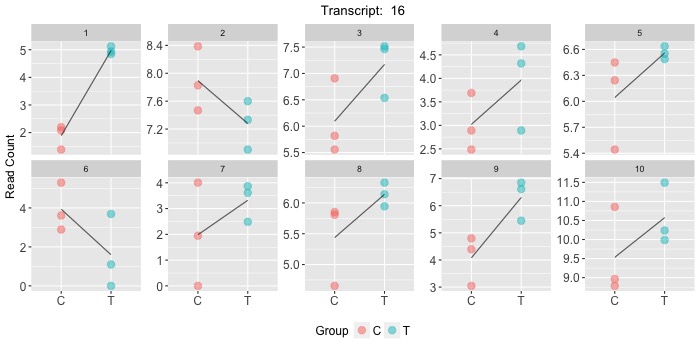 Transcript: 16
1 2 3 4 5
5 4 3 2
8.4 8.0 7.6 7.2
7.5 7.0 6.5 6.0 5.5
4.5 4.0 3.5 3.0 2.5
6.6 6.3 6.0 5.7 5.4
Read Count
6 7 8 9 10
4 2 0
4 3 2 1 0
6.0 5.5 5.0
7 6 5 4 3
11.5 11.0 10.5 10.0 9.5 9.0
C T C T C T C T C T
Group C T